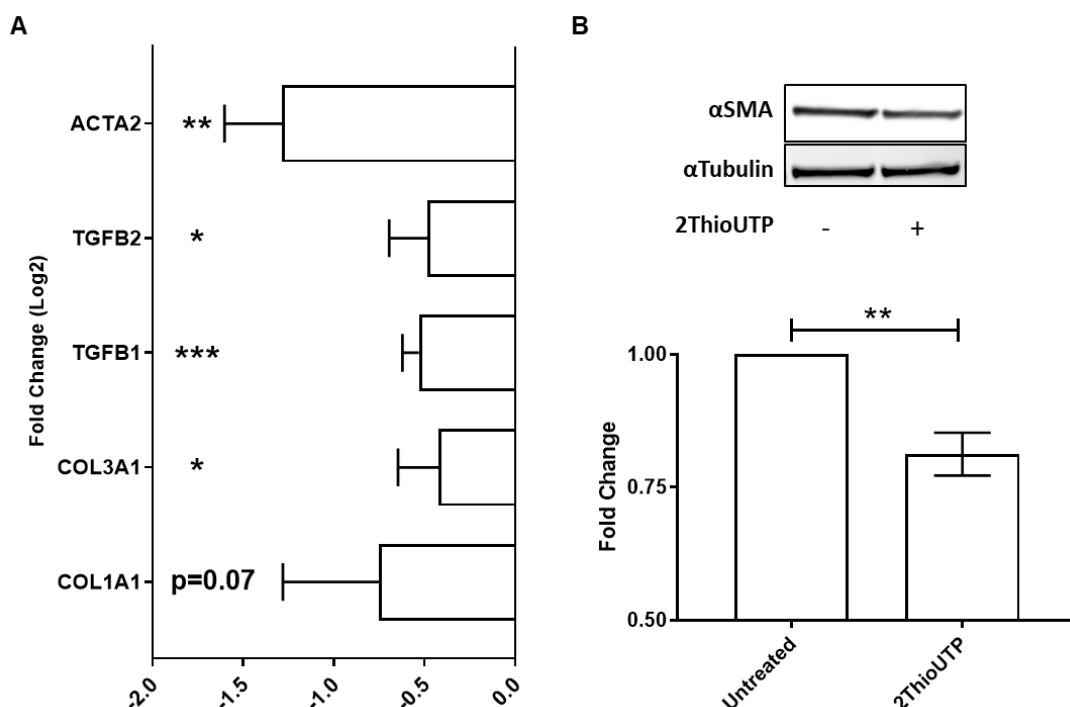 A
Fold Change (Log2)
ACTA2
**
TGFB2
*
TGFB1
***
COL3A1
*
COL1A1
p=0.07
-2.0
-1.5
-1.0
-0.5
0.0
B
αSMA
αTubulin
2ThioUTP
- +
**
Fold Change
1.00
0.75
0.50
Untreated
2ThioUTP